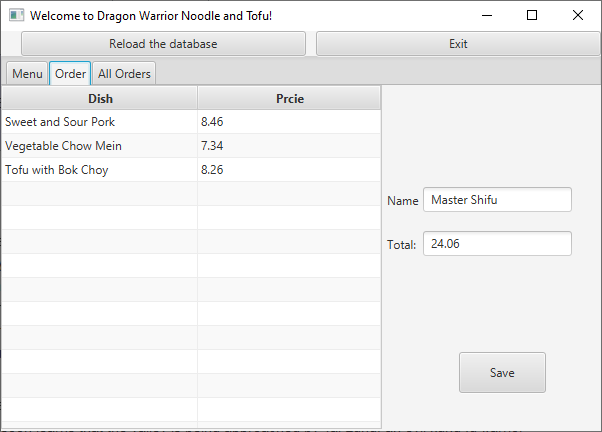 Welcome to Dragon Warrior Noodle and Tofu!
Reload the database Exit
Menu Order All Orders
Dish Prcie
Sweet and Sour Pork 8.46
Vegetable Chow Mein 7.34
Tofu with Bok Choy 8.26
Name Master Shifu
Total: 24.06
Save